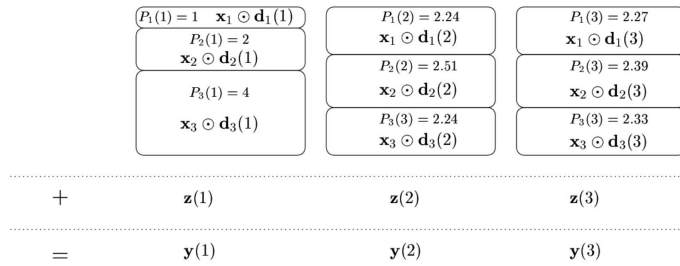 P₁(1) = 1 x₁ ⊙ d₁(1)
P₂(1) = 2
x₂ ⊙ d₂(1)
P₃(1) = 4
x₃ ⊙ d₃(1)
P₁(2) = 2.24
x₁ ⊙ d₁(2)
P₂(2) = 2.51
x₂ ⊙ d₂(2)
P₃(3) = 2.24
x₃ ⊙ d₃(2)
P₁(3) = 2.27
x₁ ⊙ d₁(3)
P₂(3) = 2.39
x₂ ⊙ d₂(3)
P₃(3) = 2.33
x₃ ⊙ d₃(3)
+ z(1) z(2) z(3)
= y(1) y(2) y(3)